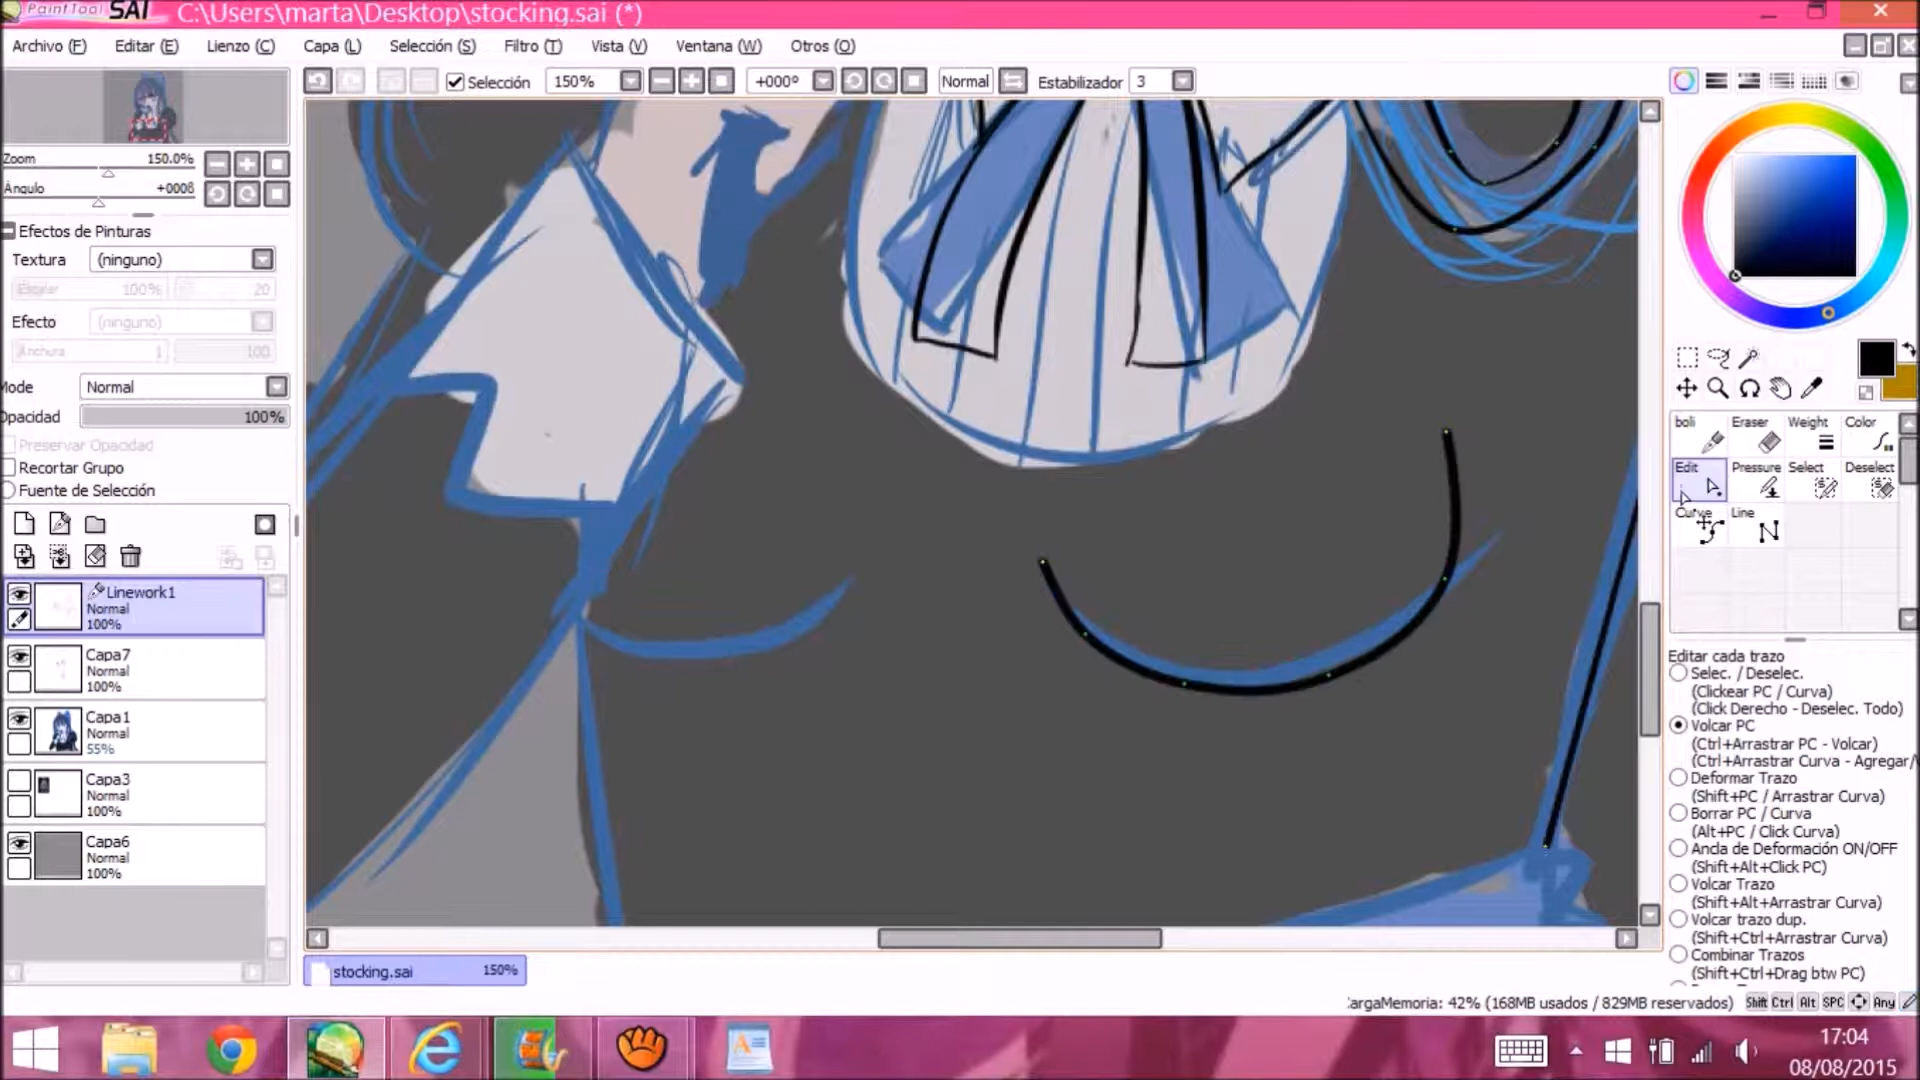 PaintTool SAI C:\Users\marta\Desktop\stocking.sai (*)
Archivo (F) Editar (E) Lienzo (C) Capa (L) Selección (S) Filtro (T) Vista (V) Ventana (W) Otros (O)
Selección 150% +000º Normal Estabilizador 3
Zoom 150.0%
Ángulo
Efectos de Pinturas
Textura (ninguno)
100% 20
Efecto (ninguno)
Anchura 1 100
Mode Normal
Opacidad 100%
Preservar Opacidad
Recortar Grupo
Fuente de Selección
Linework1
Normal
100%
Capa7
Normal
100%
Capa1
Normal
55%
Capa3
Normal
100%
Capa6
Normal
100%
boli Eraser Weight Color
Edit Pressure Select Deselect
Curve Line
Editar cada trazo
Selec. / Deselec.
(Clickear PC / Curva)
(Click Derecho - Deselec. Todo)
Volcar PC
(Ctrl+Arrastrar PC - Volcar)
(Ctrl+Arrastrar Curva - Agregar/
Deformar Trazo
(Shift+PC / Arrastrar Curva)
Borrar PC / Curva
(Alt+PC / Click Curva)
Ancla de Deformación ON/OFF
(Shift+Alt+Click PC)
Volcar Trazo
(Shift+Alt+Arrastrar Curva)
Volcar trazo dup.
(Shift+Ctrl+Arrastrar Curva)
Combinar Trazos
(Shift+Ctrl+Drag btw PC)
stocking.sai 150%
CargaMemoria: 42% (168MB usados / 829MB reservados) Shift Ctrl Alt SPC Any
17:04
08/08/2015